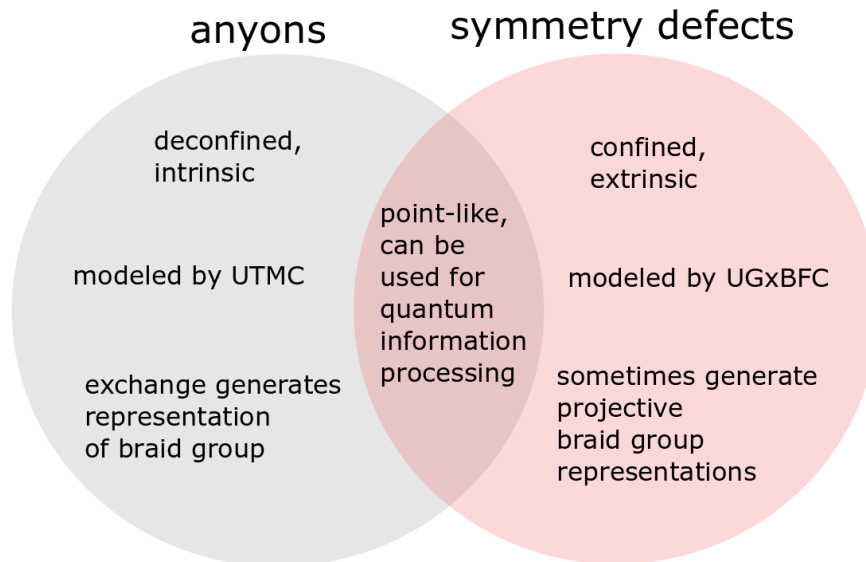 anyons
symmetry defects
deconfined,
intrinsic
modeled by UTMC
exchange generates
representation
of braid group
point-like,
can be
used for
quantum
information
processing
confined,
extrinsic
modeled by UGxBFC
sometimes generate
projective
braid group
representations